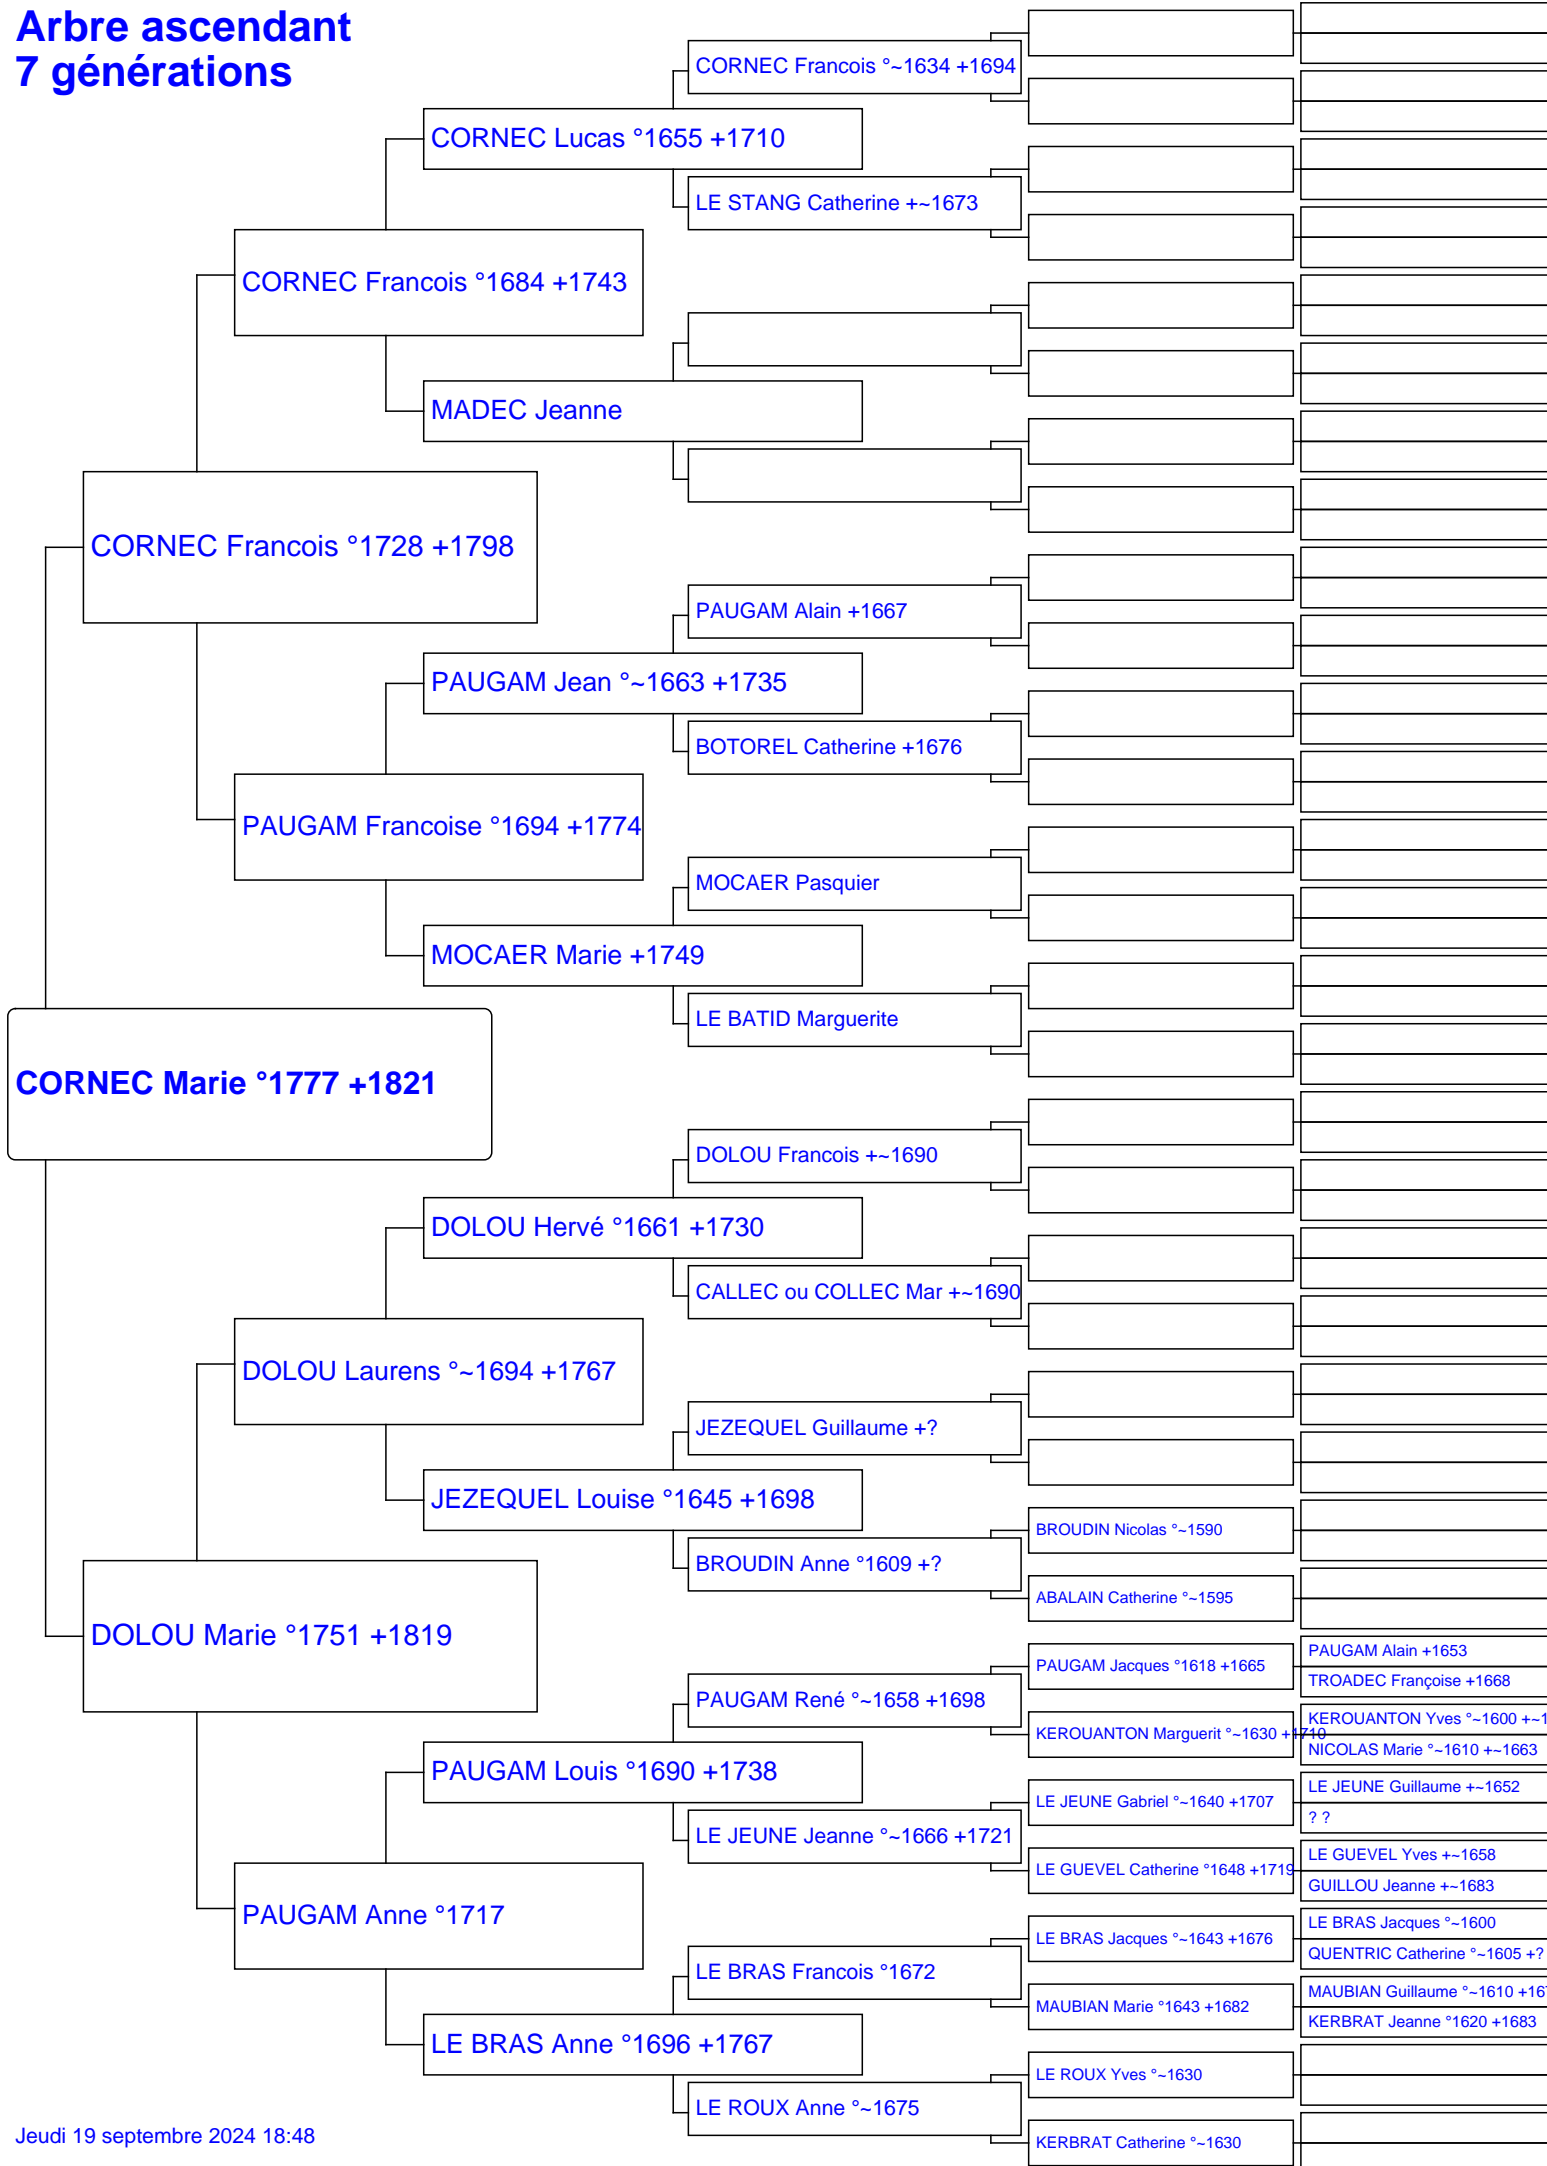 Arbre ascendant
7 générations
CORNEC Francois °~1634 +1694
CORNEC Lucas °1655 +1710
LE STANG Catherine +~1673
CORNEC Francois °1684 +1743
MADEC Jeanne
CORNEC Francois °1728 +1798
PAUGAM Alain +1667
PAUGAM Jean °~1663 +1735
BOTOREL Catherine +1676
PAUGAM Francoise °1694 +1774
MOCAER Pasquier
MOCAER Marie +1749
LE BATID Marguerite
CORNEC Marie °1777 +1821
DOLOU Francois +~1690
DOLOU Hervé °1661 +1730
CALLEC ou COLLEC Mar +~1690
DOLOU Laurens °~1694 +1767
JEZEQUEL Guillaume +?
JEZEQUEL Louise °1645 +1698
BROUDIN Nicolas °~1590
BROUDIN Anne °1609 +?
ABALAIN Catherine °~1595
DOLOU Marie °1751 +1819
PAUGAM Alain +1653
PAUGAM Jacques °1618 +1665
TROADEC Françoise +1668
PAUGAM René °~1658 +1698
KEROUANTON Yves °~1600 +~1
KEROUANTON Marguerit °~1630 +1710
NICOLAS Marie °~1610 +~1663
PAUGAM Louis °1690 +1738
LE JEUNE Guillaume +~1652
LE JEUNE Gabriel °~1640 +1707
? ?
LE JEUNE Jeanne °~1666 +1721
LE GUEVEL Yves +~1658
LE GUEVEL Catherine °1648 +1719
GUILLOU Jeanne +~1683
PAUGAM Anne °1717
LE BRAS Jacques °~1600
LE BRAS Jacques °~1643 +1676
QUENTRIC Catherine °~1605 +?
LE BRAS Francois °1672
MAUBIAN Guillaume °~1610 +16
MAUBIAN Marie °1643 +1682
KERBRAT Jeanne °1620 +1683
LE BRAS Anne °1696 +1767
LE ROUX Yves °~1630
LE ROUX Anne °~1675
KERBRAT Catherine °~1630
Jeudi 19 septembre 2024 18:48